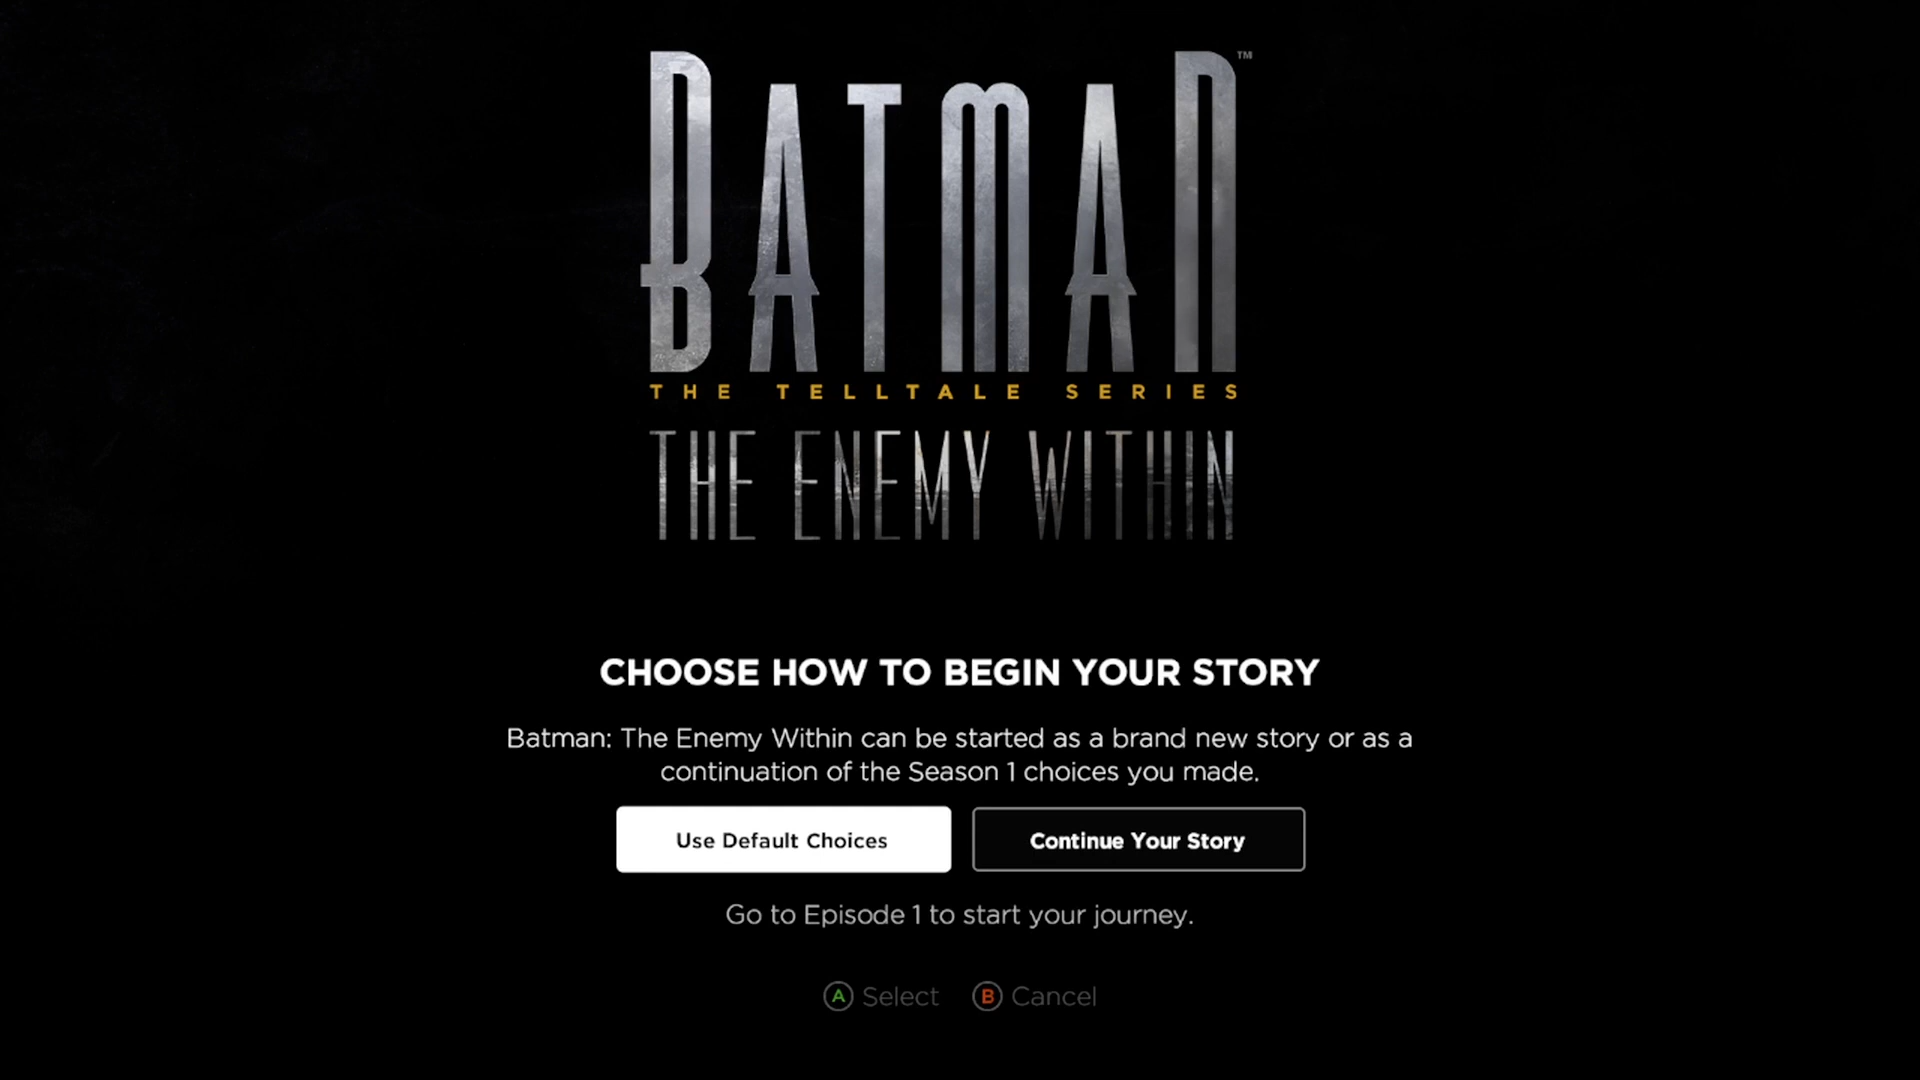 BATMAN™
THE TELLTALE SERIES
THE ENEMY WITHIN
CHOOSE HOW TO BEGIN YOUR STORY
Batman: The Enemy Within can be started as a brand new story or as a
continuation of the Season 1 choices you made.
Use Default Choices
Continue Your Story
Go to Episode 1 to start your journey.
A Select B Cancel